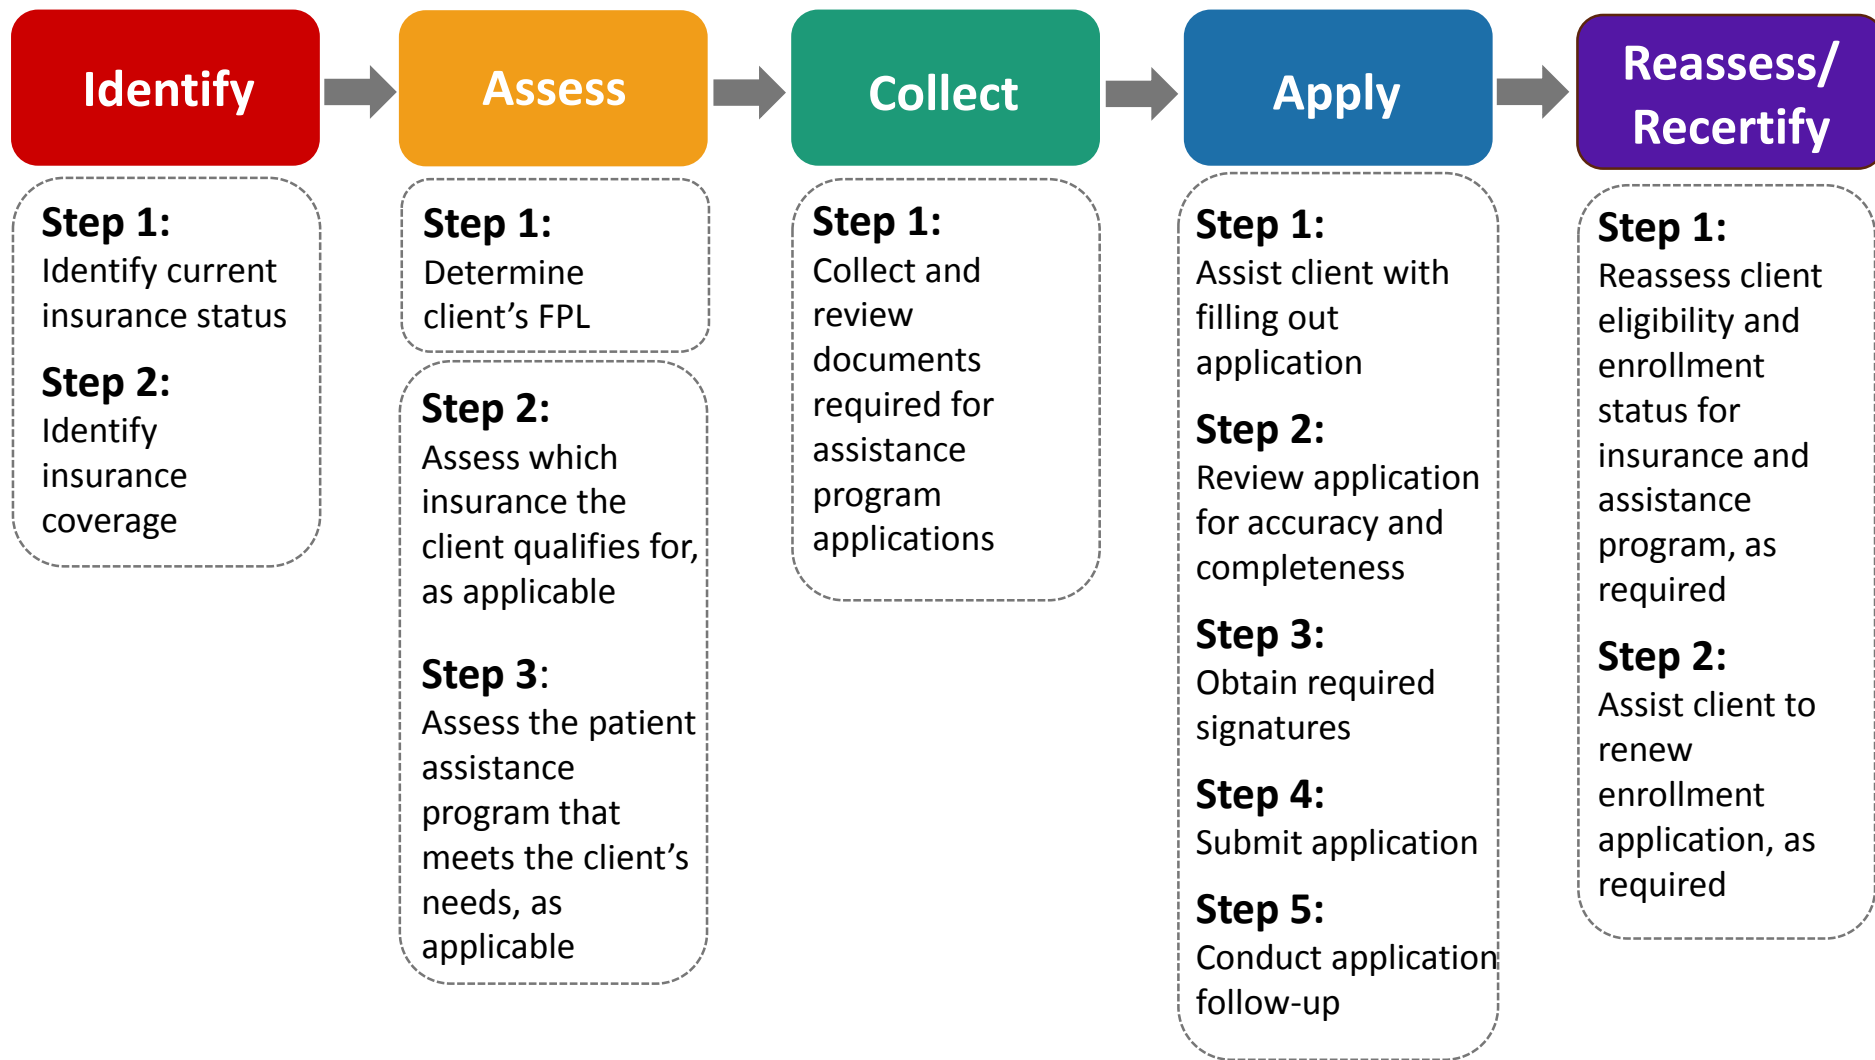 Identify
Assess
Collect
Apply
Reassess/
Recertify
Step 1:
Identify current
insurance status
Step 2:
Identify
insurance
coverage
Step 1:
Determine
client’s FPL
Step 2:
Assess which
insurance the
client qualifies for,
as applicable
Step 3:
Assess the patient
assistance
program that
meets the client’s
needs, as
applicable
Step 1:
Collect and
review
documents
required for
assistance
program
applications
Step 1:
Assist client with
filling out
application
Step 2:
Review application
for accuracy and
completeness
Step 3:
Obtain required
signatures
Step 4:
Submit application
Step 5:
Conduct application
follow-up
Step 1:
Reassess client
eligibility and
enrollment
status for
insurance and
assistance
program, as
required
Step 2:
Assist client to
renew
enrollment
application, as
required